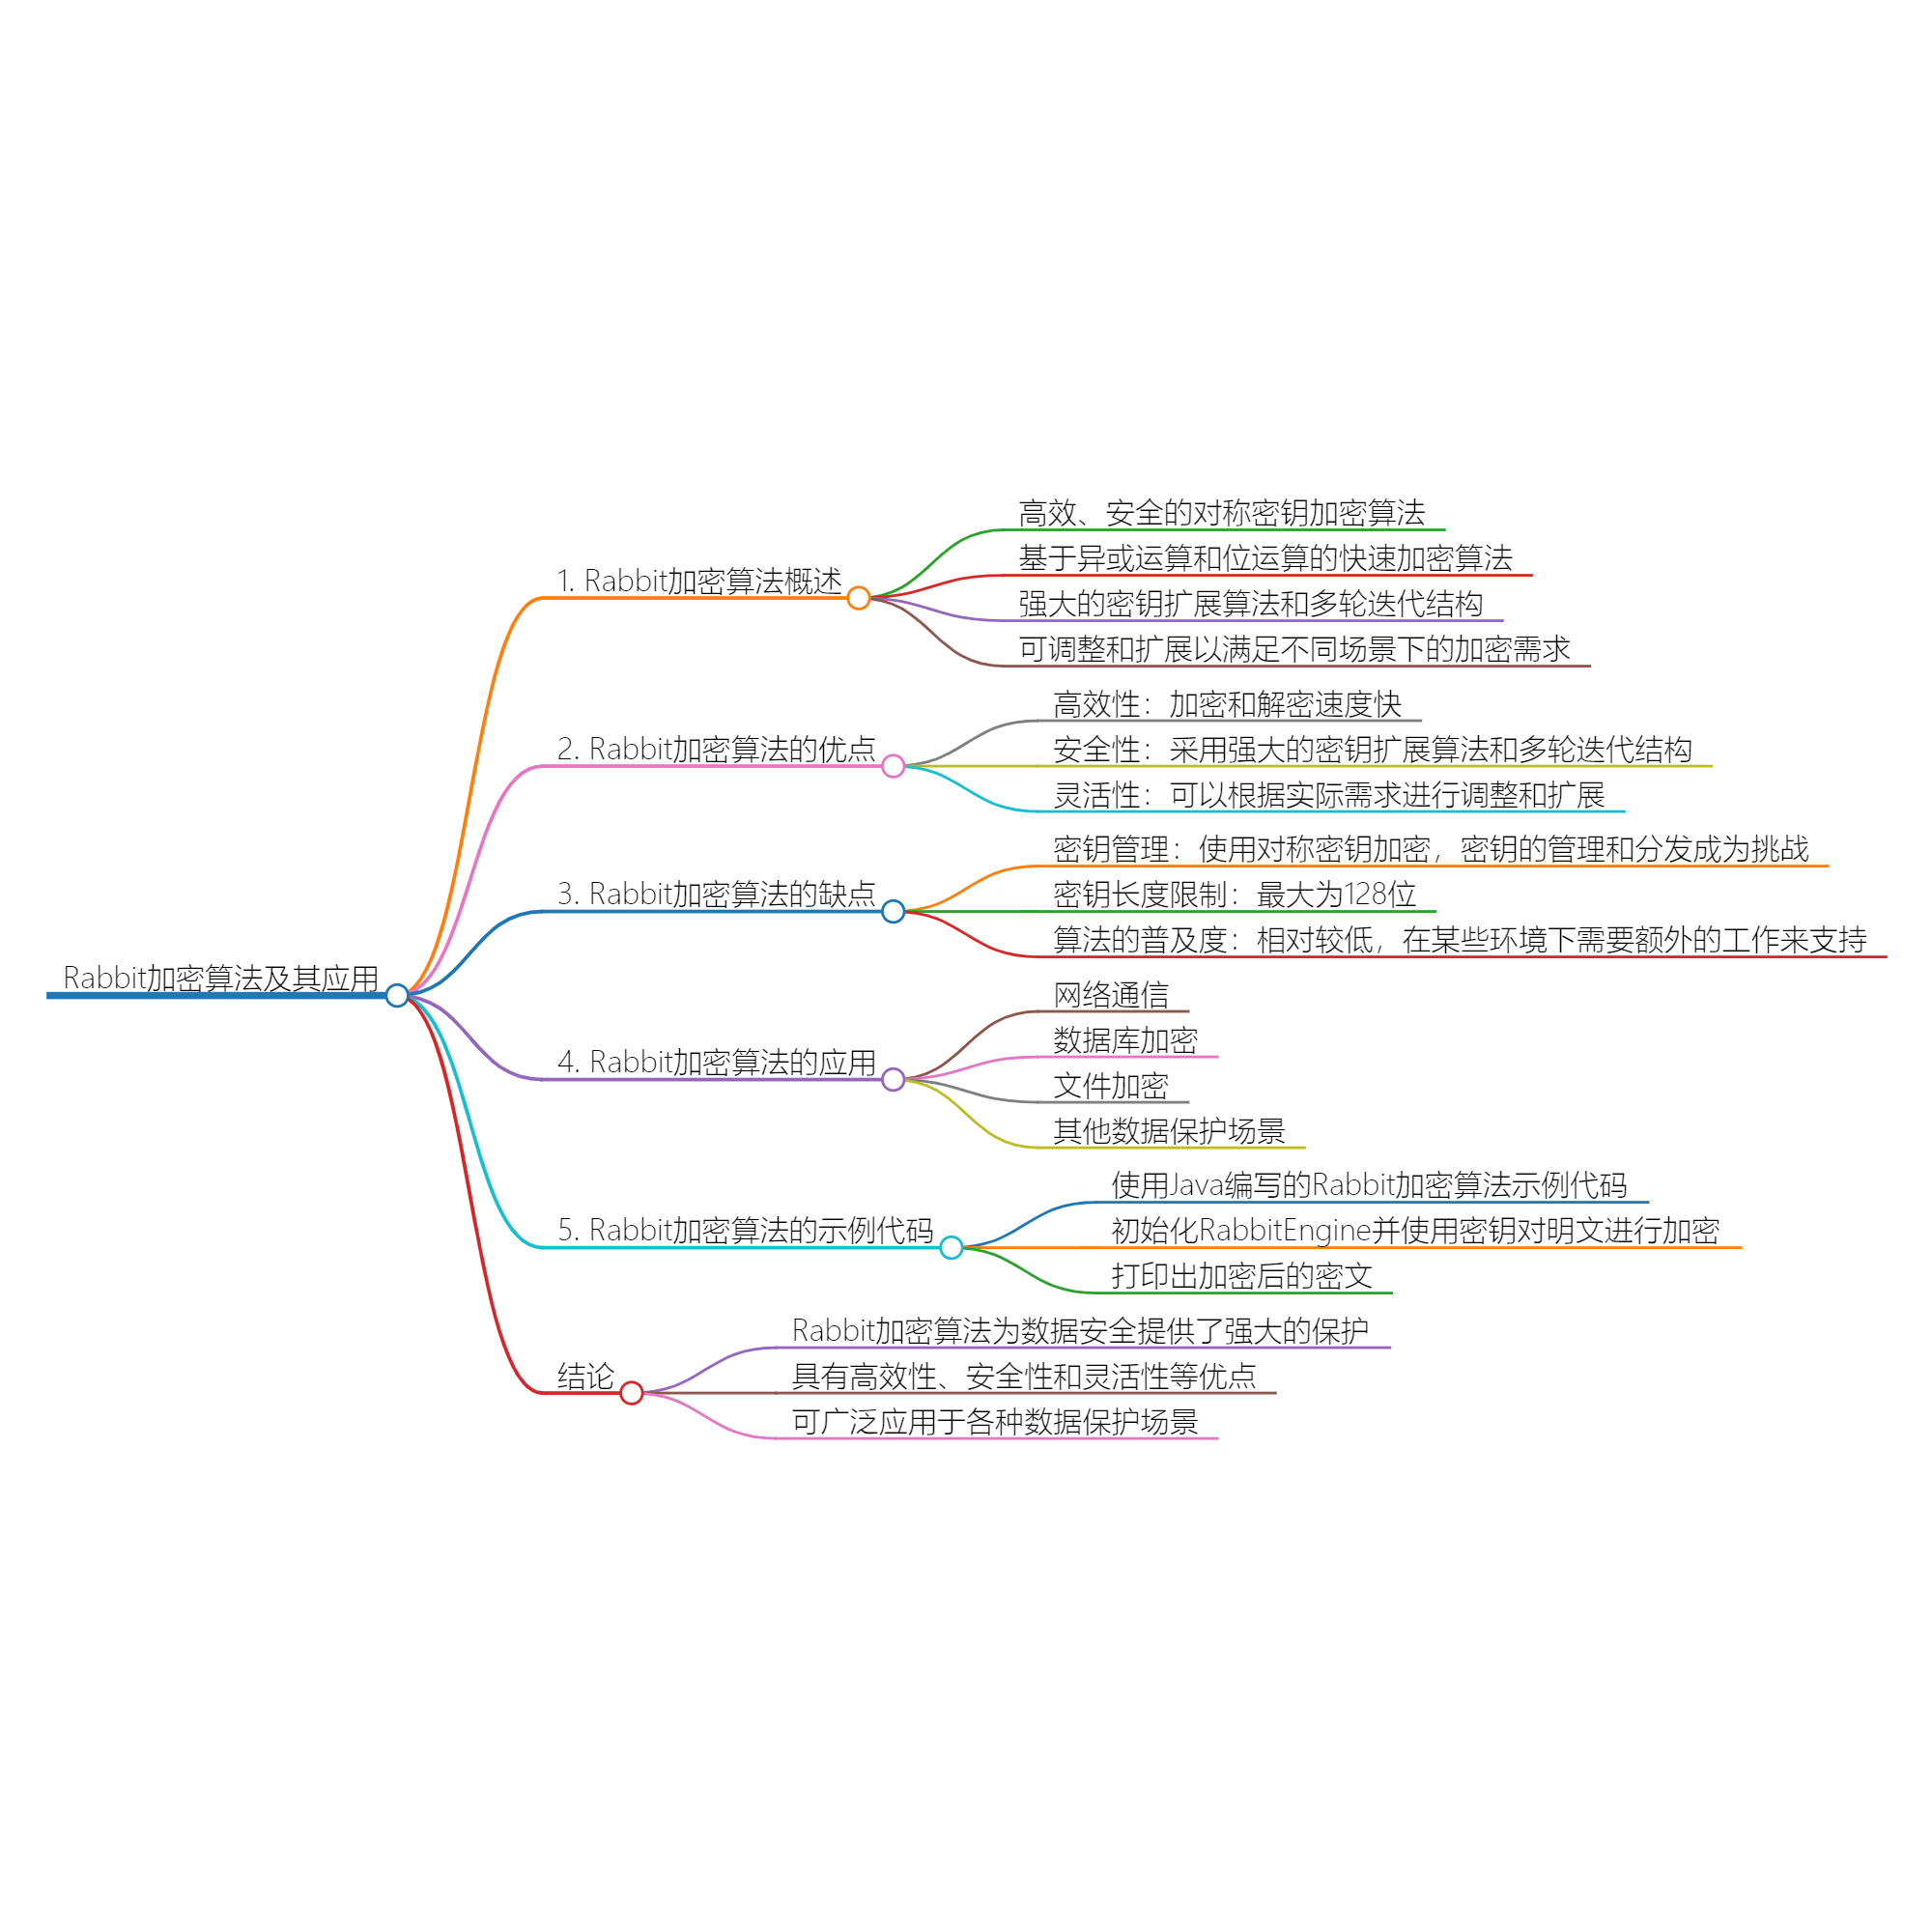 Rabbit加密算法及其应用
1. Rabbit加密算法概述
高效、安全的对称密钥加密算法
基于异或运算和位运算的快速加密算法
强大的密钥扩展算法和多轮迭代结构
可调整和扩展以满足不同场景下的加密需求
2. Rabbit加密算法的优点
高效性：加密和解密速度快
安全性：采用强大的密钥扩展算法和多轮迭代结构
灵活性：可以根据实际需求进行调整和扩展
3. Rabbit加密算法的缺点
密钥管理：使用对称密钥加密，密钥的管理和分发成为挑战
密钥长度限制：最大为128位
算法的普及度：相对较低，在某些环境下需要额外的工作来支持
4. Rabbit加密算法的应用
网络通信
数据库加密
文件加密
其他数据保护场景
5. Rabbit加密算法的示例代码
使用Java编写的Rabbit加密算法示例代码
初始化RabbitEngine并使用密钥对明文进行加密
打印出加密后的密文
结论
Rabbit加密算法为数据安全提供了强大的保护
具有高效性、安全性和灵活性等优点
可广泛应用于各种数据保护场景